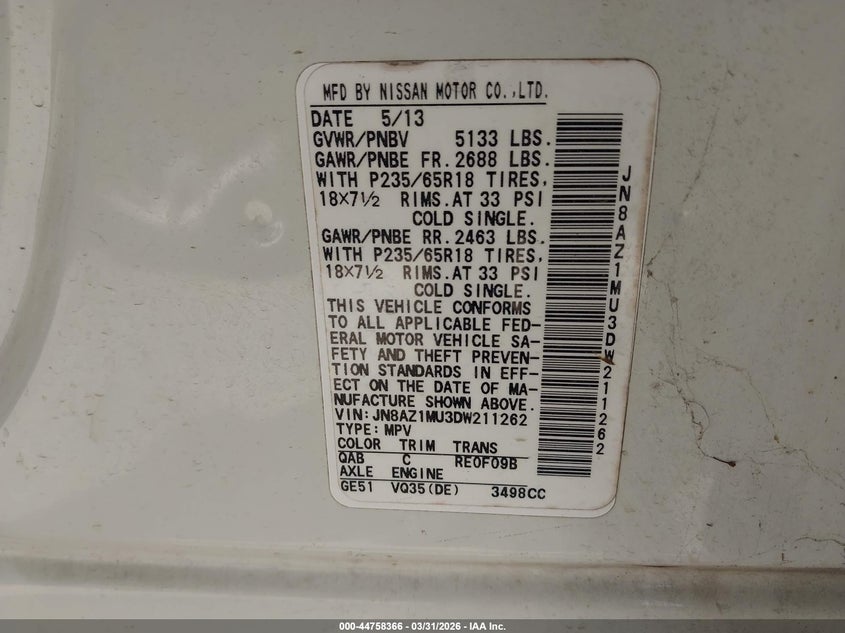 MFD BY NISSAN MOTOR CO.,LTD.
DATE 5/13
GVWR/PNBV 5133 LBS.
GAWR/PNBE FR.2688 LBS.
WITH P235/65R18 TIRES,
18×7½ RIMS.AT 33 PSI
COLD SINGLE.
GAWR/PNBE RR.2463 LBS.
WITH P235/65R18 TIRES,
18×7½ RIMS.AT 33 PSI
COLD SINGLE.
THIS VEHICLE CONFORMS
TO ALL APPLICABLE FED-
ERAL MOTOR VEHICLE SA-
FETY AND THEFT PREVEN-
TION STANDARDS IN EFF-
ECT ON THE DATE OF MA-
NUFACTURE SHOWN ABOVE.
VIN:JN8AZ1MU3DW211262
TYPE:MPV
COLOR TRIM TRANS
QAB C RE0F09B
AXLE ENGINE
GE51 VQ35(DE) 3498CC
JN8AZ1MU3DW211262
000-44758366 - 03/31/2026 - IAA Inc.